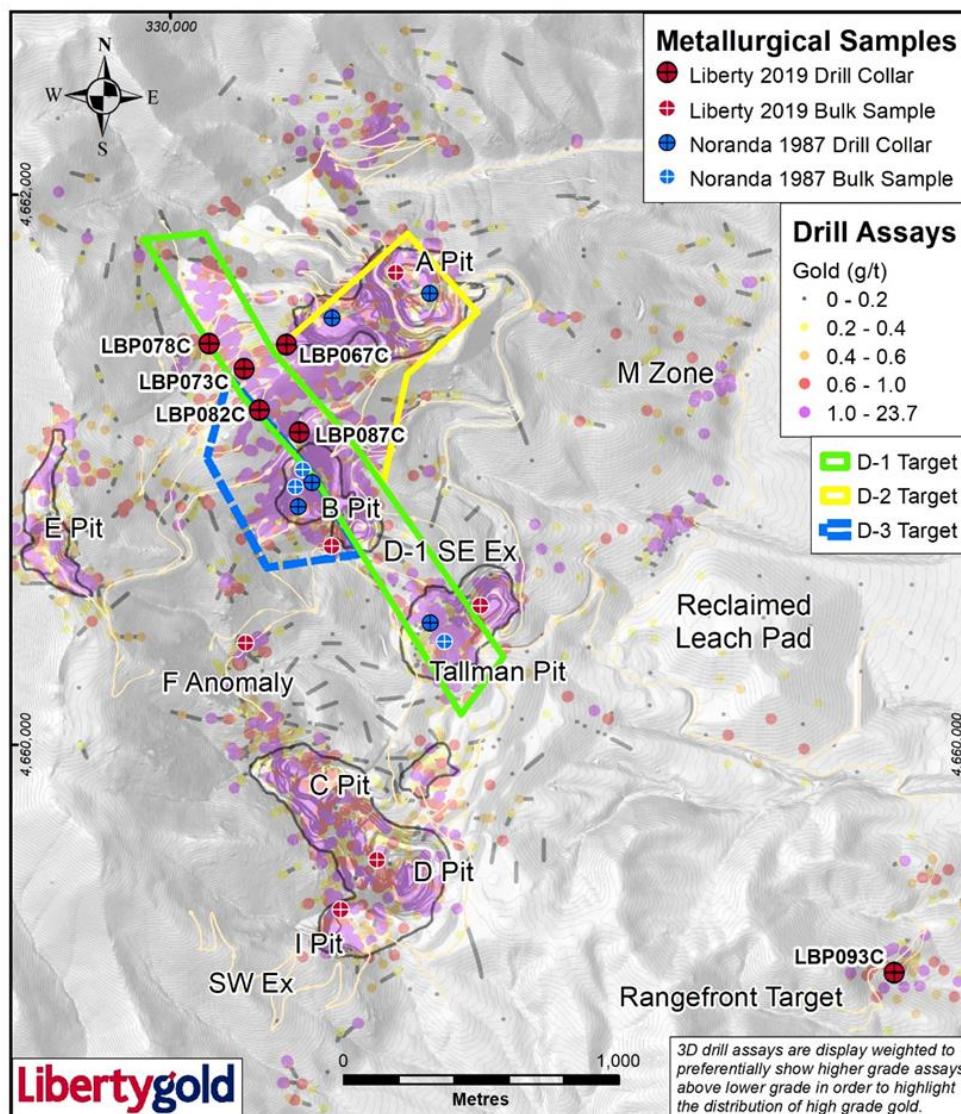 330,000
N
W E
S
Metallurgical Samples
Liberty 2019 Drill Collar
Liberty 2019 Bulk Sample
Noranda 1987 Drill Collar
Noranda 1987 Bulk Sample
4,662,000
Drill Assays
Gold (g/t)
0 - 0.2
0.2 - 0.4
0.4 - 0.6
0.6 - 1.0
1.0 - 23.7
D-1 Target
D-2 Target
D-3 Target
A Pit
LBP078C
LBP067C
LBP073C
M Zone
LBP082C
LBP087C
E Pit
B Pit
D-1 SE Ex
Reclaimed
Leach Pad
Tallman Pit
F Anomaly
4,660,000
4,660,000
C Pit
D Pit
I Pit
SW Ex
LBP093C
Rangefront Target
Libertygold
0 1,000
Metres
3D drill assays are display weighted to
preferentially show higher grade assays
above lower grade in order to highlight
the distribution of high grade gold.